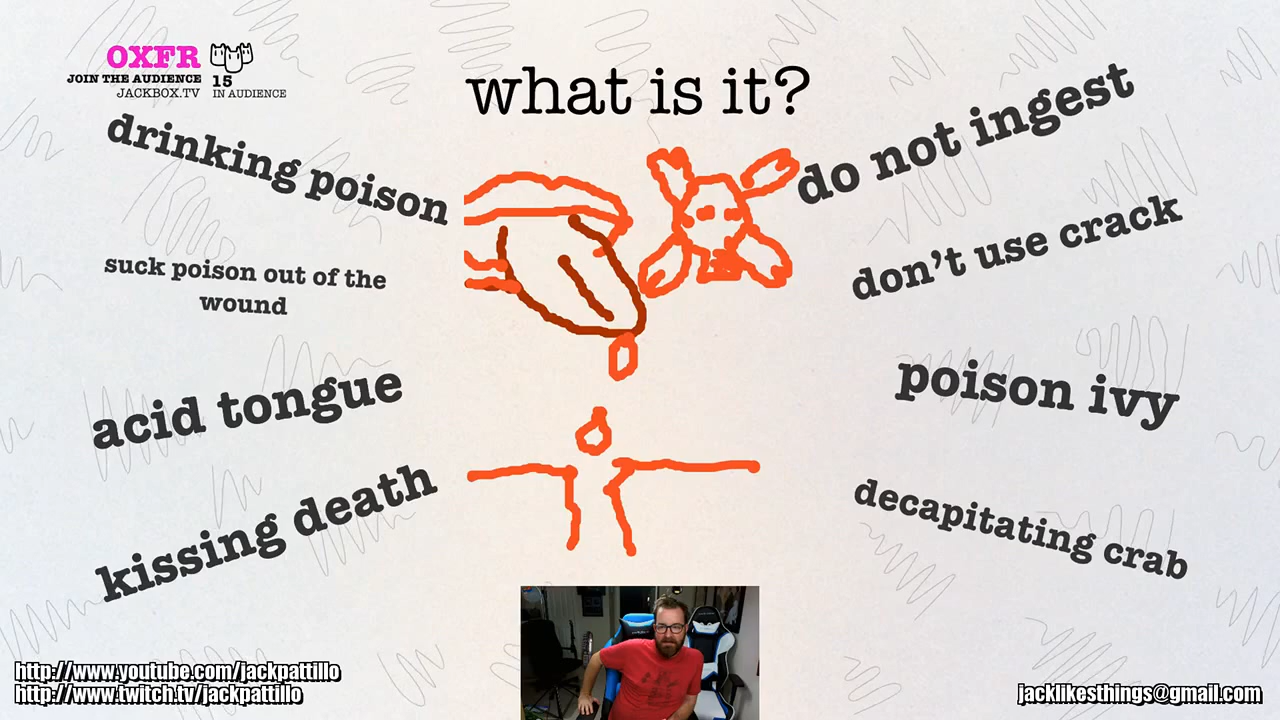 OXFR
JOIN THE AUDIENCE
JACKBOX.TV
15
IN AUDIENCE
what is it?
drinking poison
suck poison out of the
wound
acid tongue
kissing death
do not ingest
don't use crack
poison ivy
decapitating crab
http://www.youtube.com/jackpattillo
http://www.twitch.tv/jackpattillo
jacklikesthings@gmail.com